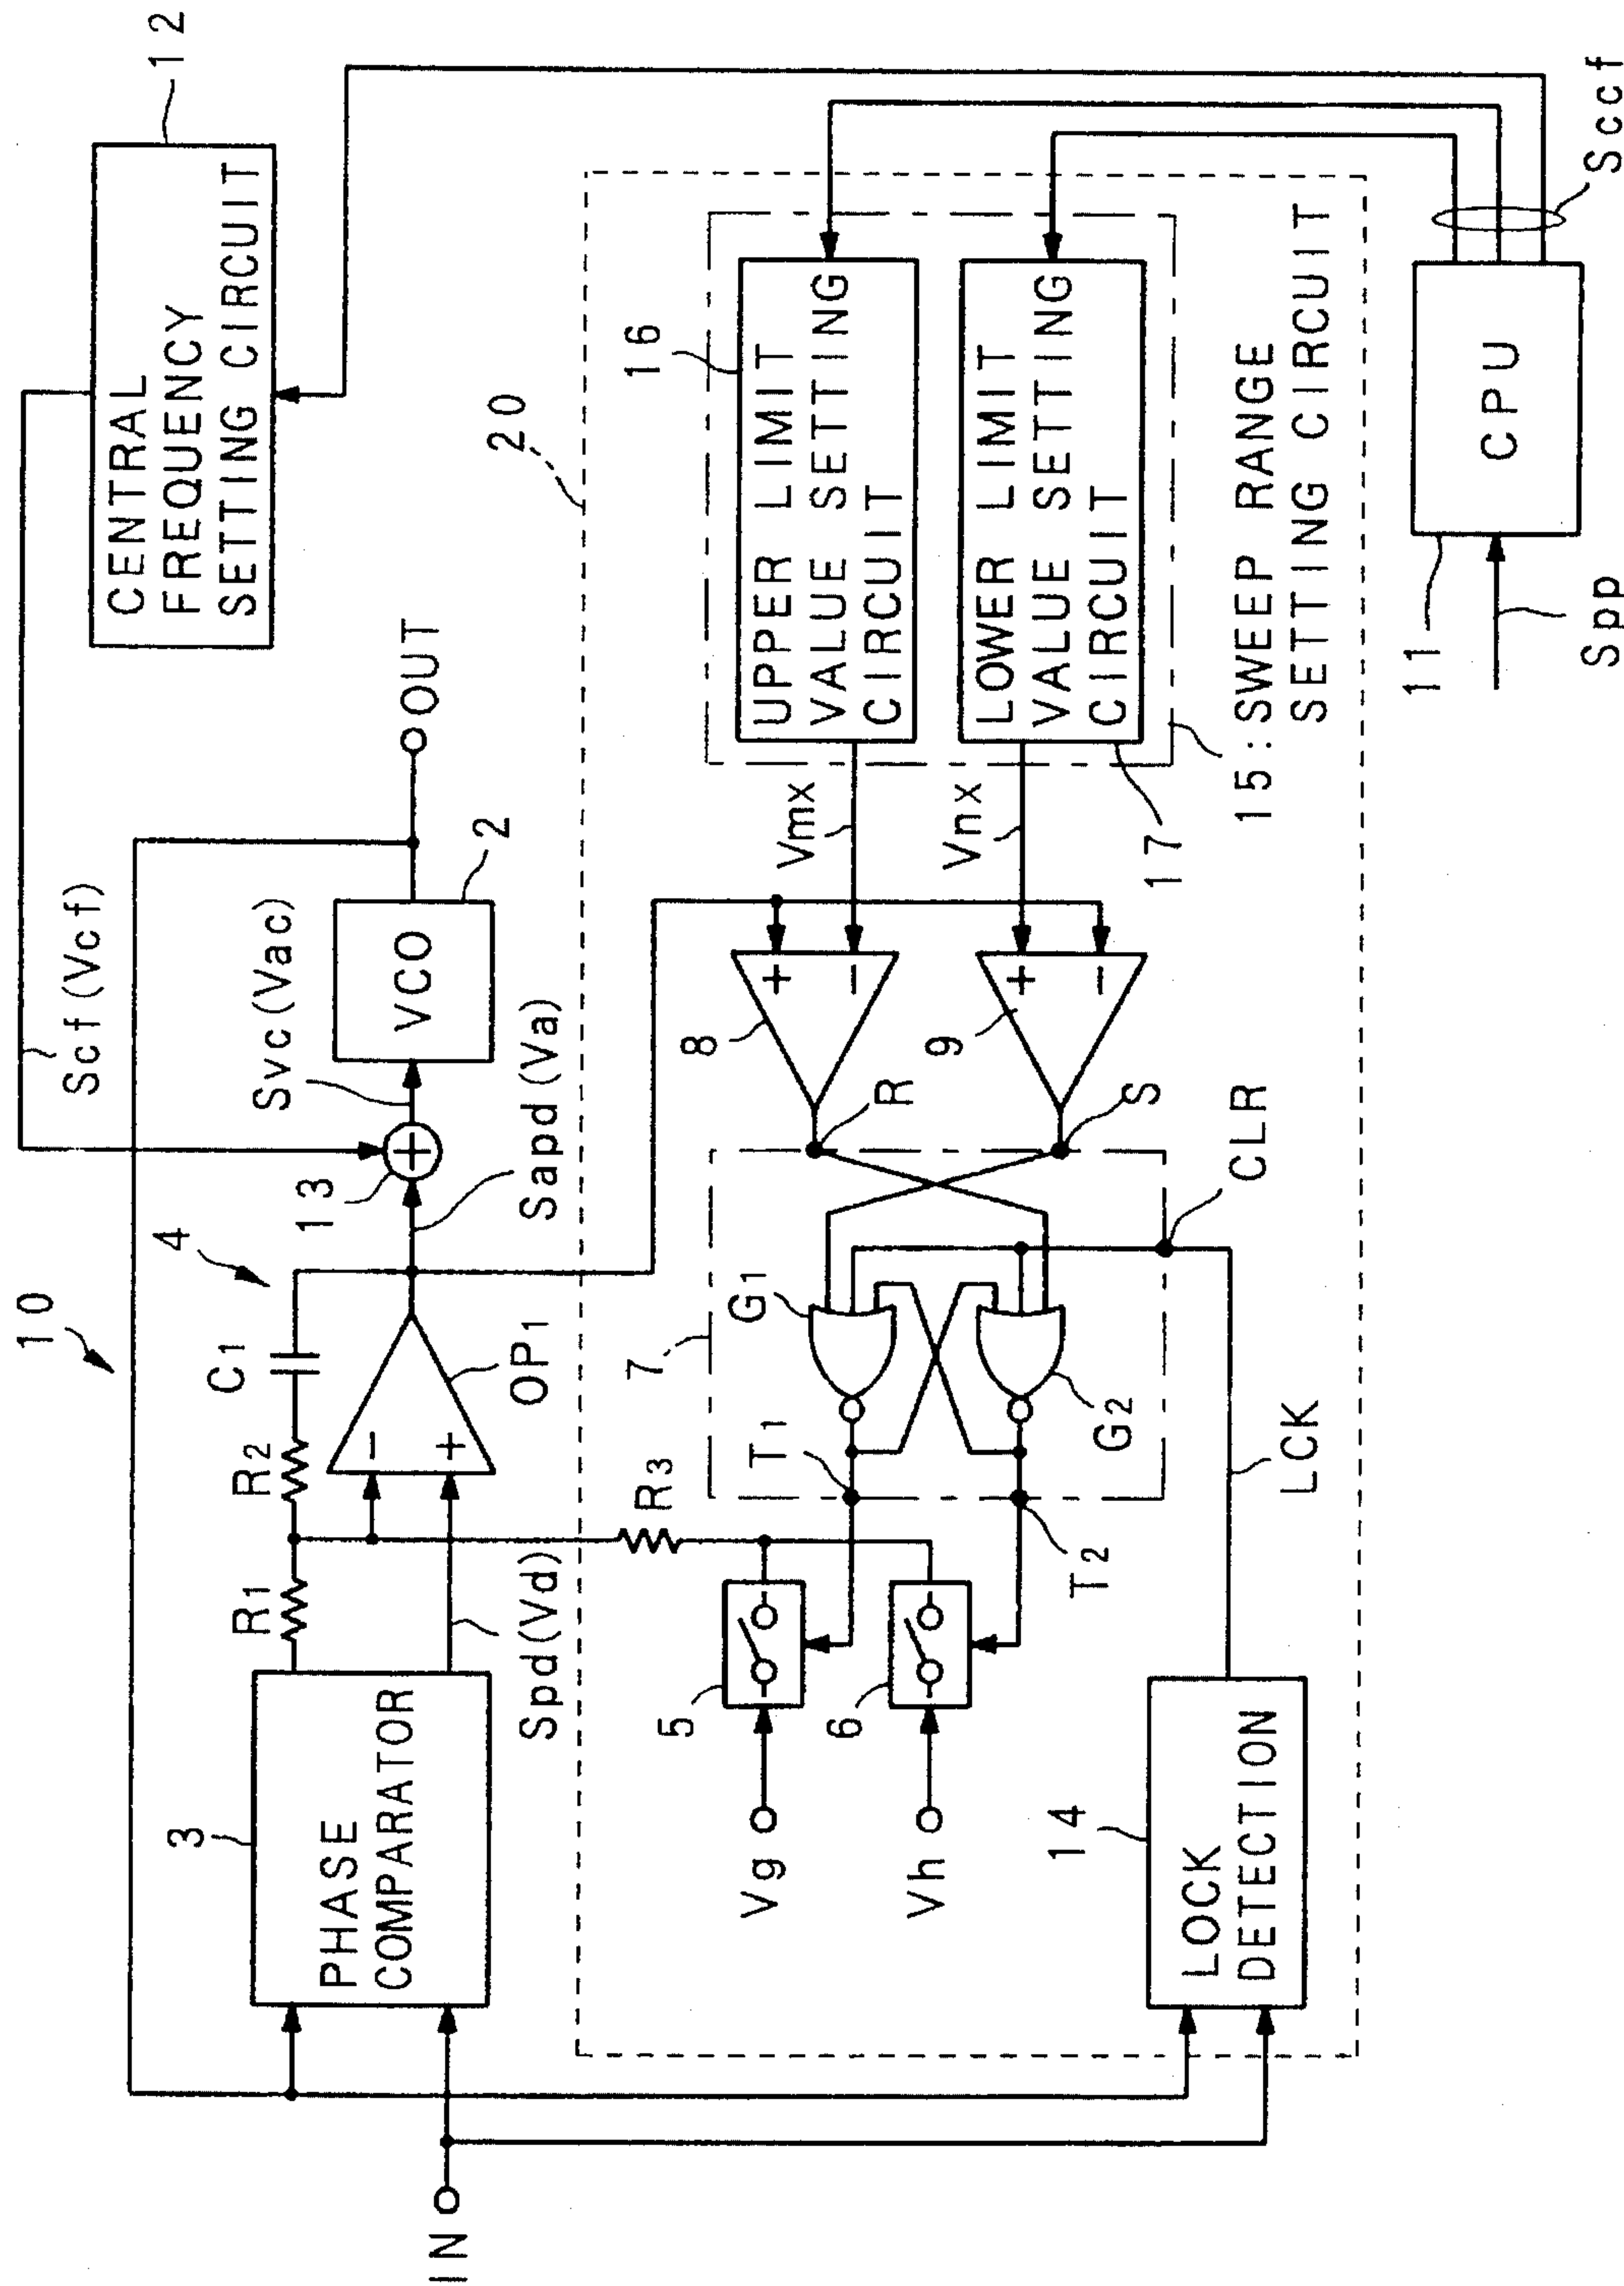 10
CENTRAL
FREQUENCY
SETTING CIRCUIT
12
Scf(Vcf)
4
C1
R1
R2
13
Svc(Vac)
VCO
2
OUT
3
PHASE
COMPARATOR
IN
Spd(Vd)
−
+
OP1
+
Sapd(Va)
20
R3
5
Vg
6
Vh
T1
T2
7
G1
G2
R
S
CLR
8
+
−
9
+
−
Vmx
Vnx
16
UPPER LIMIT
VALUE SETTING
CIRCUIT
LOWER LIMIT
VALUE SETTING
CIRCUIT
17
15:SWEEP RANGE
SETTING CIRCUIT
14
LOCK
DETECTION
LCK
11
CPU
Spp
Sccf